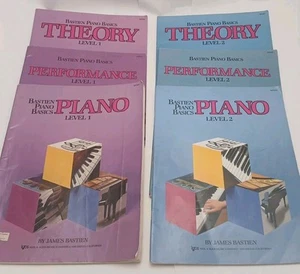 BASTIEN PIANO BASICS
THEORY
LEVEL 1
BASTIEN PIANO BASICS
PERFORMANCE
LEVEL 1
BASTIEN
PIANO
BASICS
PIANO
LEVEL 1
BY JAMES BASTIEN
BASTIEN PIANO BASICS
THEORY
LEVEL 2
BASTIEN PIANO BASICS
PERFORMANCE
LEVEL 2
BASTIEN
PIANO
BASICS
PIANO
LEVEL 2
BY JAMES BASTIEN